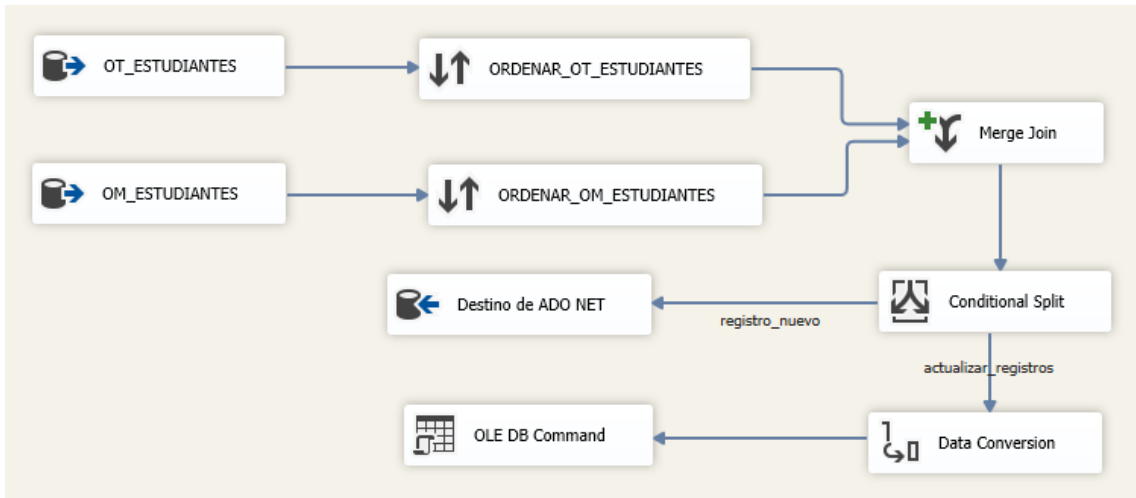 OT_ESTUDIANTES
ORDENAR_OT_ESTUDIANTES
Merge Join
OM_ESTUDIANTES
ORDENAR_OM_ESTUDIANTES
Destino de ADO NET
registro_nuevo
Conditional Split
actualizar_registros
OLE DB Command
Data Conversion